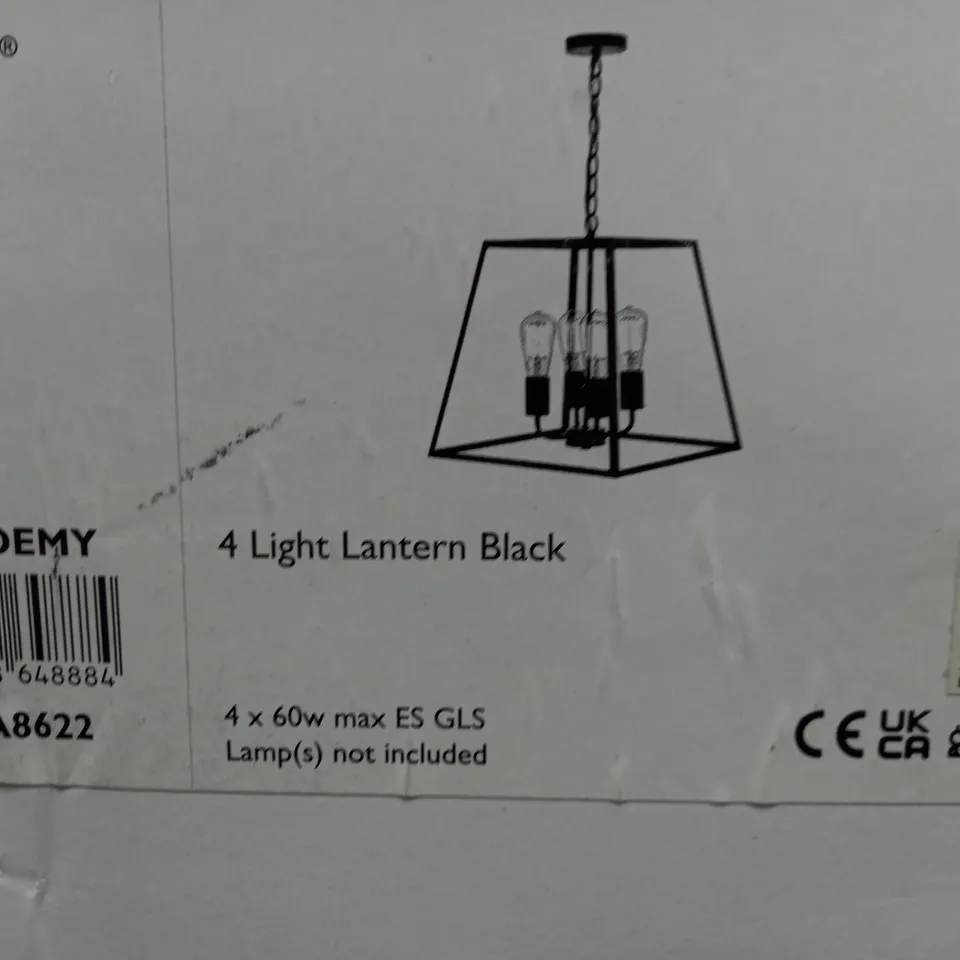 ®
DEMY
4 Light Lantern Black
648884
A8622
4 x 60w max ES GLS
Lamp(s) not included
CE UK
CA